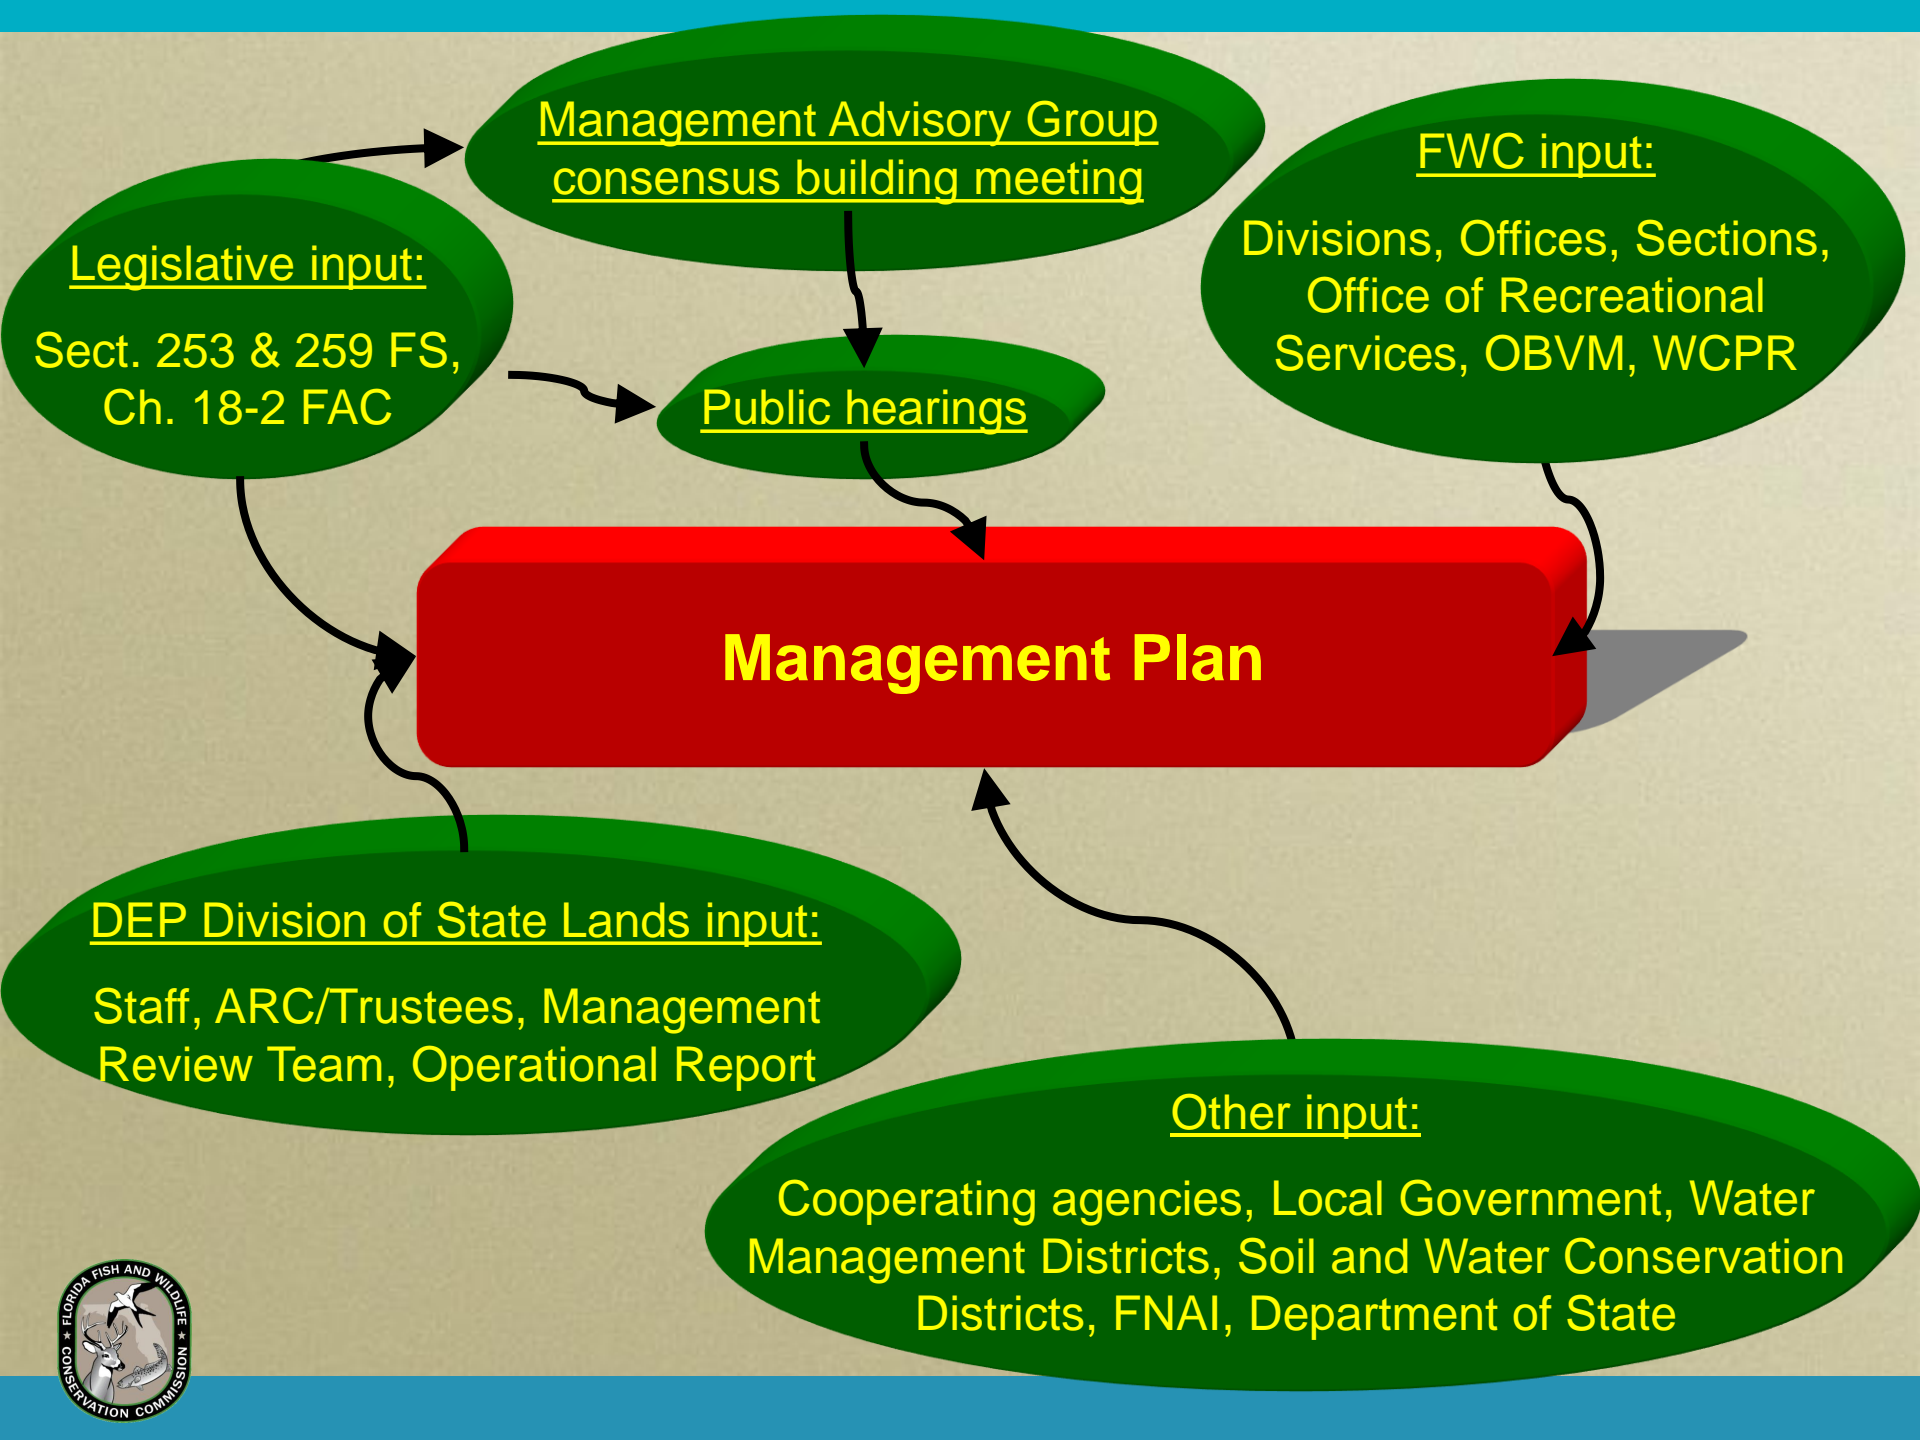 Management Advisory Group
consensus building meeting
FWC input:
Divisions, Offices, Sections,
Office of Recreational
Services, OBVM, WCPR
Legislative input:
Sect. 253 & 259 FS,
Ch. 18-2 FAC
Public hearings
Management Plan
DEP Division of State Lands input:
Staff, ARC/Trustees, Management
Review Team, Operational Report
Other input:
Cooperating agencies, Local Government, Water
Management Districts, Soil and Water Conservation
Districts, FNAI, Department of State
FLORIDA FISH AND WILDLIFE
CONSERVATION COMMISSION